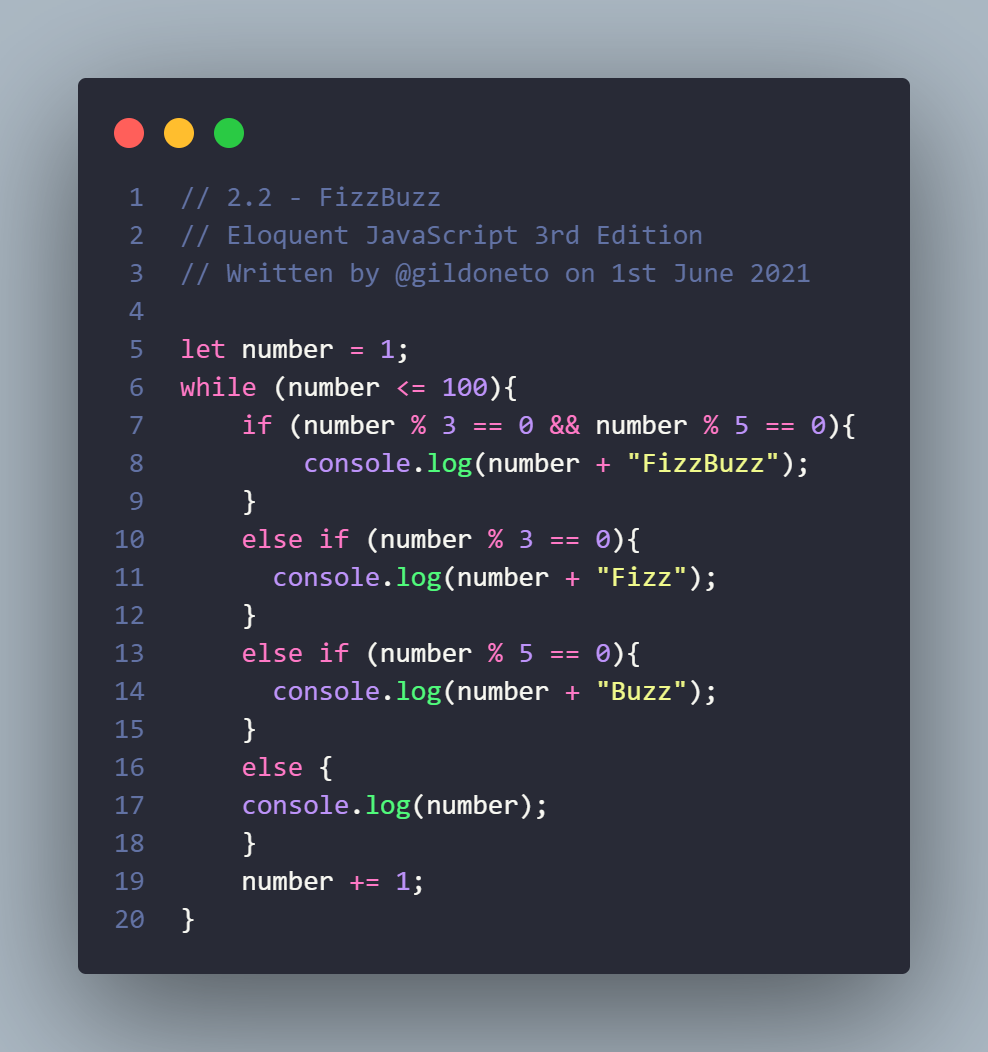 1 // 2.2 - FizzBuzz
2 // Eloquent JavaScript 3rd Edition
3 // Written by @gildoneto on 1st June 2021
4
5 let number = 1;
6 while (number <= 100){
7     if (number % 3 == 0 && number % 5 == 0){
8         console.log(number + "FizzBuzz");
9     }
10     else if (number % 3 == 0){
11       console.log(number + "Fizz");
12     }
13     else if (number % 5 == 0){
14       console.log(number + "Buzz");
15     }
16     else {
17     console.log(number);
18     }
19     number += 1;
20 }